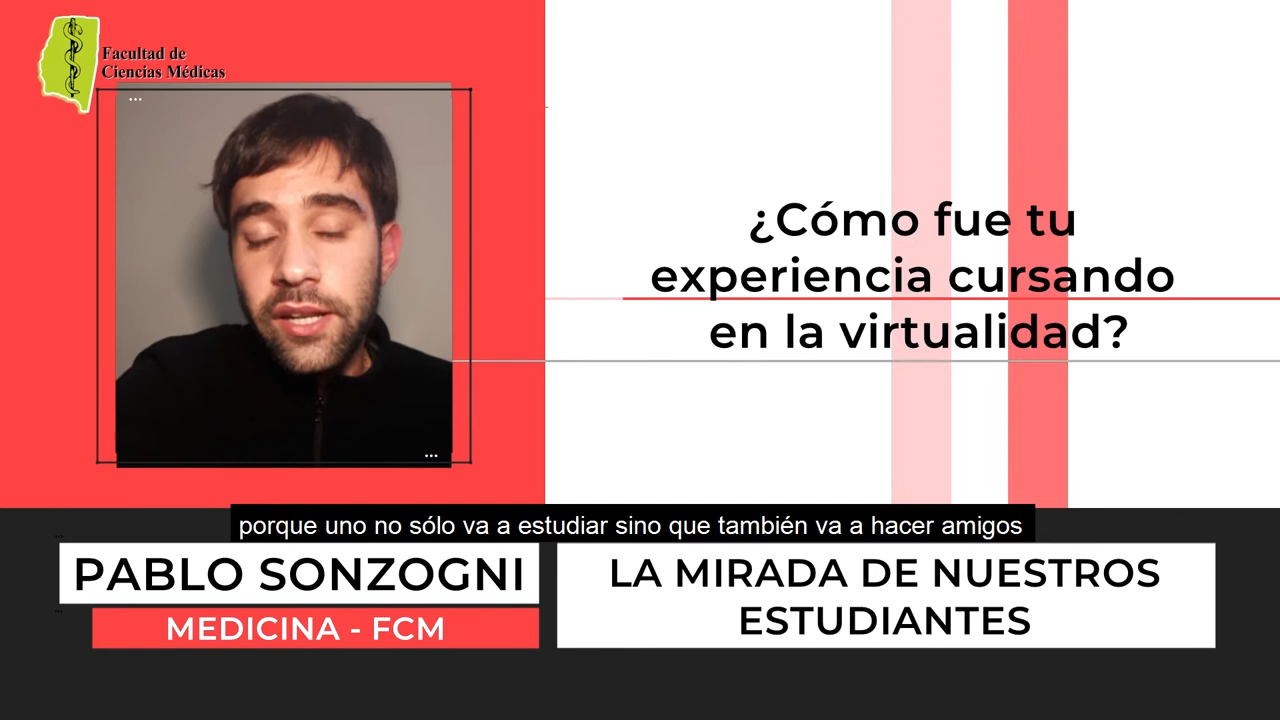 Facultad de
Ciencias Médicas
¿Cómo fue tu
experiencia cursando
en la virtualidad?
porque uno no sólo va a estudiar sino que también va a hacer amigos
PABLO SONZOGNI
MEDICINA - FCM
LA MIRADA DE NUESTROS
ESTUDIANTES